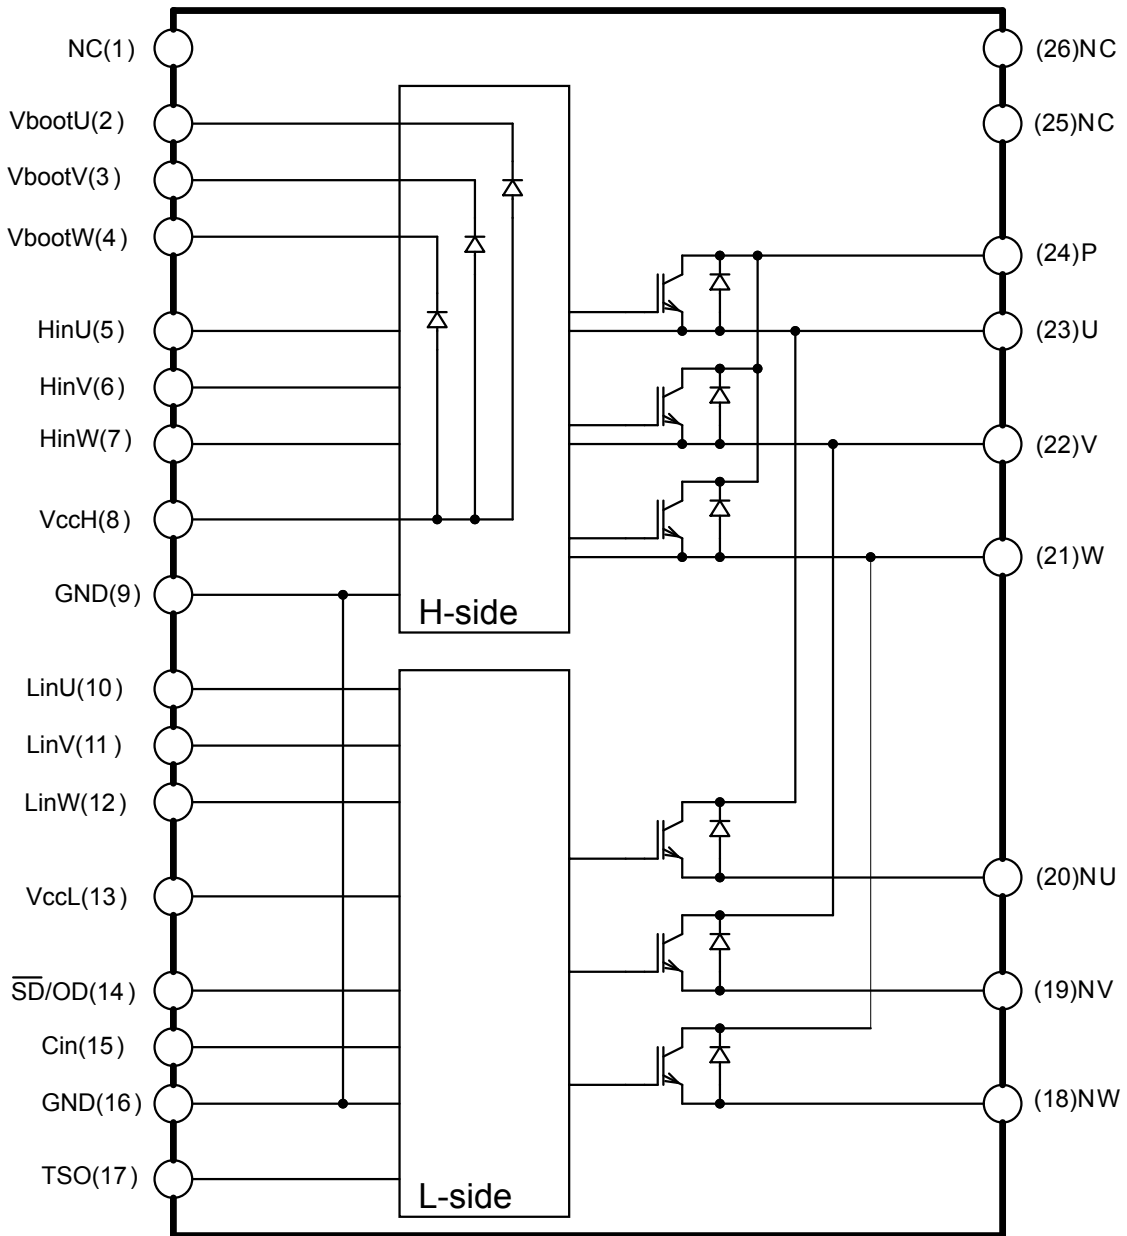 NC(1)
VbootU(2)
VbootV(3)
VbootW(4)
HinU(5)
HinV(6)
HinW(7)
VccH(8)
GND(9)
LinU(10)
LinV(11)
LinW(12)
VccL(13)
S̅D̅/OD(14)
Cin(15)
GND(16)
TSO(17)
H-side
L-side
(26)NC
(25)NC
(24)P
(23)U
(22)V
(21)W
(20)NU
(19)NV
(18)NW